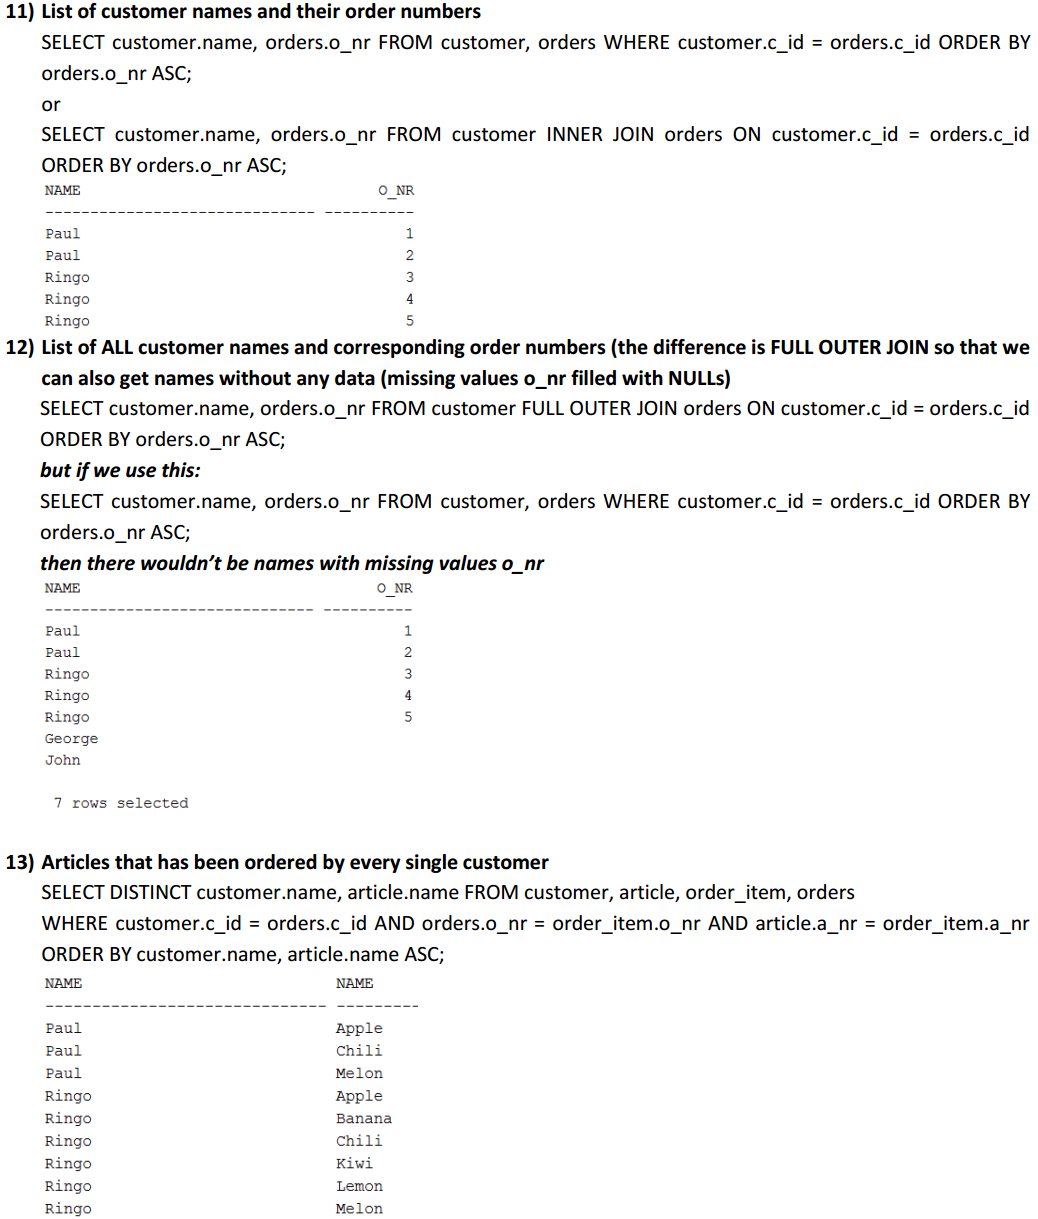 11) List of customer names and their order numbers
SELECT customer.name, orders.o_nr FROM customer, orders WHERE customer.c_id = orders.c_id ORDER BY
orders.o_nr ASC;
or
SELECT customer.name, orders.o_nr FROM customer INNER JOIN orders ON customer.c_id = orders.c_id
ORDER BY orders.o_nr ASC;
NAME O_NR
------------------------------ ----------
Paul 1
Paul 2
Ringo 3
Ringo 4
Ringo 5
12) List of ALL customer names and corresponding order numbers (the difference is FULL OUTER JOIN so that we
can also get names without any data (missing values o_nr filled with NULLs)
SELECT customer.name, orders.o_nr FROM customer FULL OUTER JOIN orders ON customer.c_id = orders.c_id
ORDER BY orders.o_nr ASC;
but if we use this:
SELECT customer.name, orders.o_nr FROM customer, orders WHERE customer.c_id = orders.c_id ORDER BY
orders.o_nr ASC;
then there wouldn't be names with missing values o_nr
NAME O_NR
------------------------------ ----------
Paul 1
Paul 2
Ringo 3
Ringo 4
Ringo 5
George
John
7 rows selected
13) Articles that has been ordered by every single customer
SELECT DISTINCT customer.name, article.name FROM customer, article, order_item, orders
WHERE customer.c_id = orders.c_id AND orders.o_nr = order_item.o_nr AND article.a_nr = order_item.a_nr
ORDER BY customer.name, article.name ASC;
NAME NAME
------------------------------ ---------
Paul Apple
Paul Chili
Paul Melon
Ringo Apple
Ringo Banana
Ringo Chili
Ringo Kiwi
Ringo Lemon
Ringo Melon